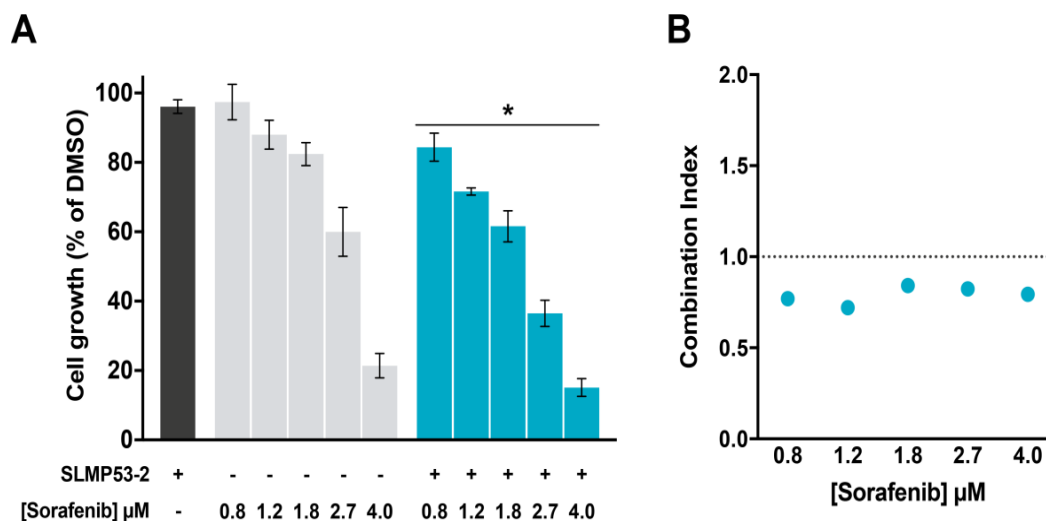 A
Cell growth (% of DMSO)
100
80
60
40
20
0
*
SLMP53-2 + - - - - - + + + + +
[Sorafenib] μM - 0.8 1.2 1.8 2.7 4.0 0.8 1.2 1.8 2.7 4.0
B
Combination Index
2.0
1.5
1.0
0.5
0.0
0.8 1.2 1.8 2.7 4.0
[Sorafenib] μM